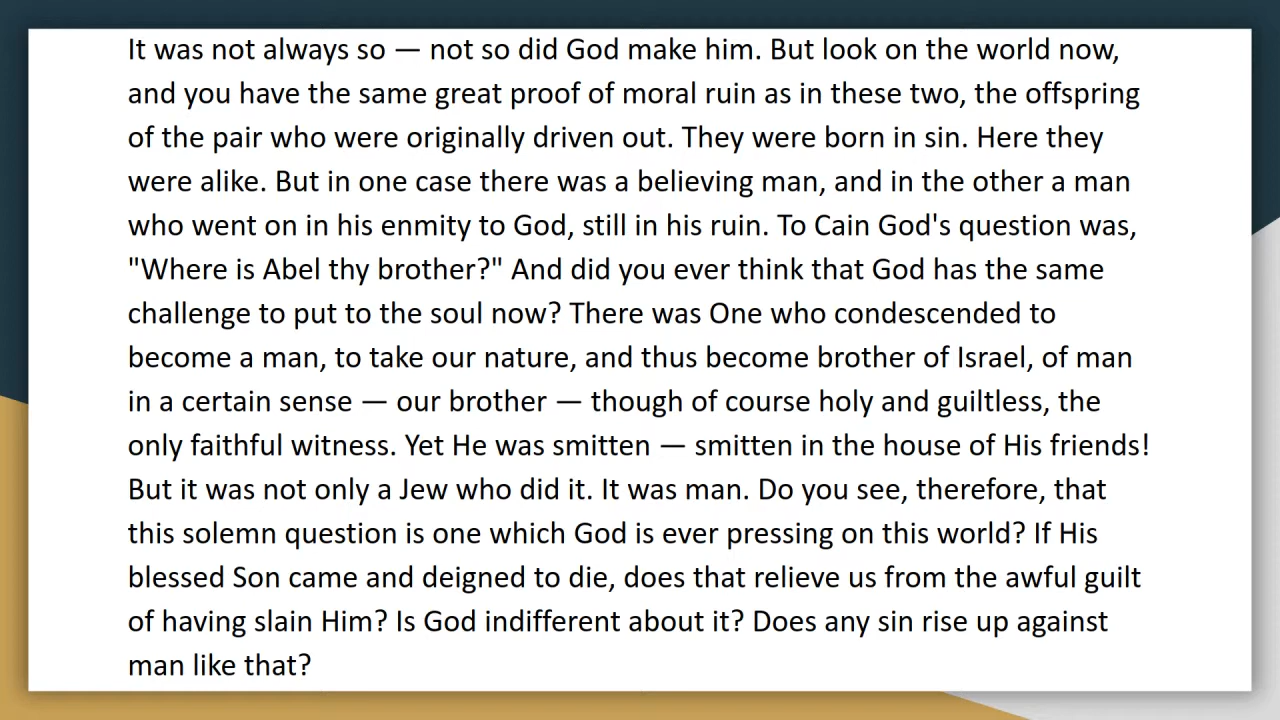 It was not always so — not so did God make him. But look on the world now,
and you have the same great proof of moral ruin as in these two, the offspring
of the pair who were originally driven out. They were born in sin. Here they
were alike. But in one case there was a believing man, and in the other a man
who went on in his enmity to God, still in his ruin. To Cain God's question was,
"Where is Abel thy brother?" And did you ever think that God has the same
challenge to put to the soul now? There was One who condescended to
become a man, to take our nature, and thus become brother of Israel, of man
in a certain sense — our brother — though of course holy and guiltless, the
only faithful witness. Yet He was smitten — smitten in the house of His friends!
But it was not only a Jew who did it. It was man. Do you see, therefore, that
this solemn question is one which God is ever pressing on this world? If His
blessed Son came and deigned to die, does that relieve us from the awful guilt
of having slain Him? Is God indifferent about it? Does any sin rise up against
man like that?